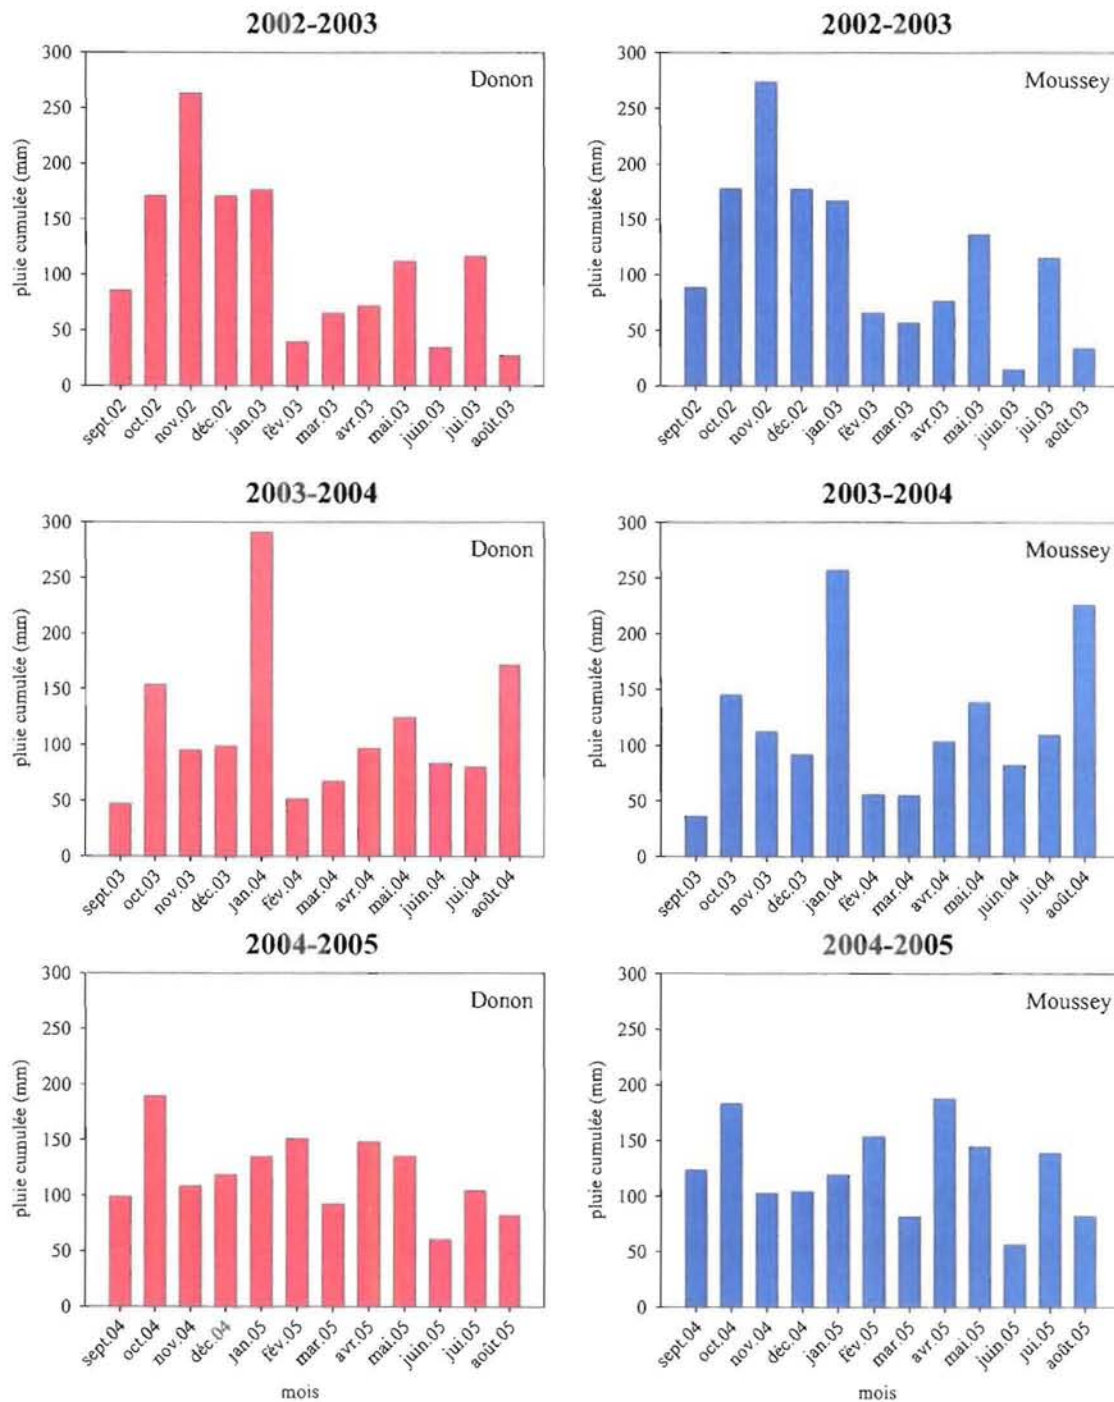 2002-2003
Donon
pluie cumulée (mm)
300
250
200
150
100
50
0
sept.02
oct.02
nov.02
déc.02
jan.03
fév.03
mar.03
avr.03
mai.03
juin.03
jui.03
août.03
2002-2003
Moussey
pluie cumulée (mm)
300
250
200
150
100
50
0
sept.02
oct.02
nov.02
déc.02
jan.03
fév.03
mar.03
avr.03
mai.03
juin.03
jui.03
août.03
2003-2004
Donon
pluie cumulée (mm)
300
250
200
150
100
50
0
sept.03
oct.03
nov.03
déc.03
jan.04
fév.04
mar.04
avr.04
mai.04
juin.04
jui.04
août.04
2003-2004
Moussey
pluie cumulée (mm)
300
250
200
150
100
50
0
sept.03
oct.03
nov.03
déc.03
jan.04
fév.04
mar.04
avr.04
mai.04
juin.04
jui.04
août.04
2004-2005
Donon
pluie cumulée (mm)
300
250
200
150
100
50
0
sept.04
oct.04
nov.04
déc.04
jan.05
fév.05
mar.05
avr.05
mai.05
juin.05
jui.05
août.05
mois
2004-2005
Moussey
pluie cumulée (mm)
300
250
200
150
100
50
0
sept.04
oct.04
nov.04
déc.04
jan.05
fév.05
mar.05
avr.05
mai.05
juin.05
jui.05
août.05
mois